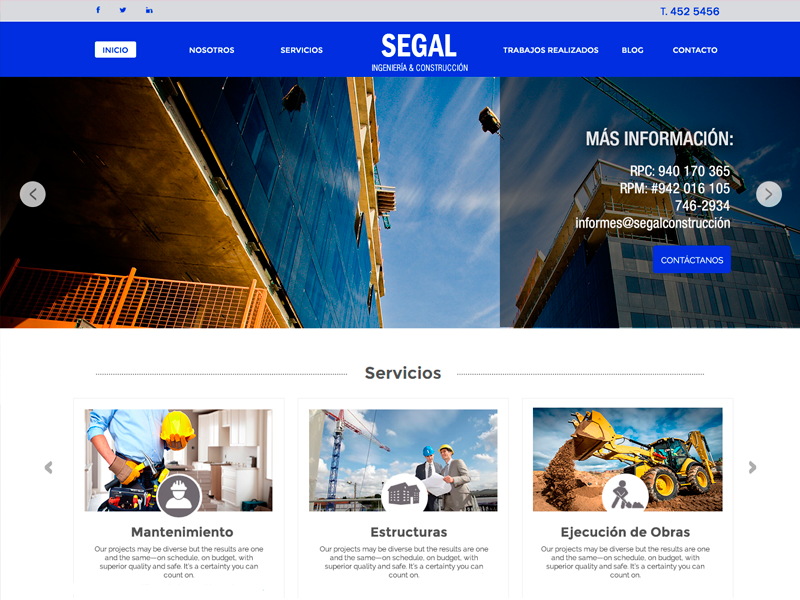 T. 452 5456
INICIO
NOSOTROS
SERVICIOS
SEGAL
INGENIERÍA & CONSTRUCCIÓN
TRABAJOS REALIZADOS
BLOG
CONTACTO
MÁS INFORMACIÓN:
RPC: 940 170 365
RPM: #942 016 105
746-2934
informes@segalconstrucción
CONTÁCTANOS
Servicios
Mantenimiento
Our projects may be diverse but the results are one
and the same—on schedule, on budget, with
superior quality and safe. It's a certainty you can
count on.
Estructuras
Our projects may be diverse but the results are one
and the same—on schedule, on budget, with
superior quality and safe. It's a certainty you can
count on.
Ejecución de Obras
Our projects may be diverse but the results are one
and the same—on schedule, on budget, with
superior quality and safe. It's a certainty you can
count on.